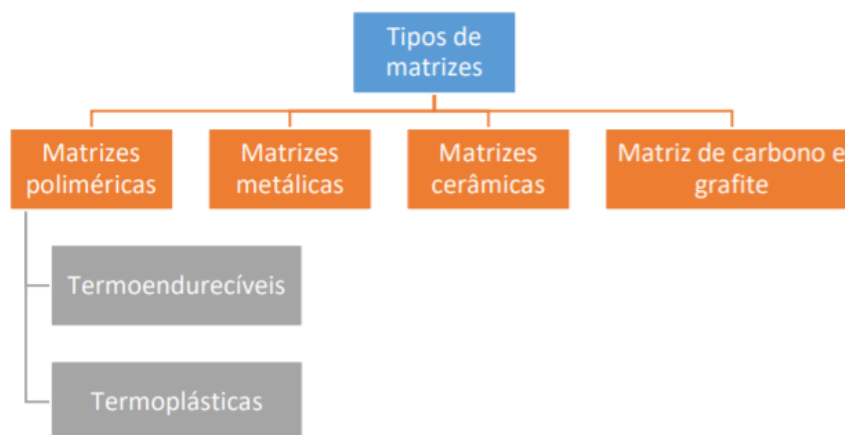 Tipos de
matrizes
Matrizes
poliméricas
Matrizes
metálicas
Matrizes
cerâmicas
Matriz de carbono e
grafite
Termoendurecíveis
Termoplásticas